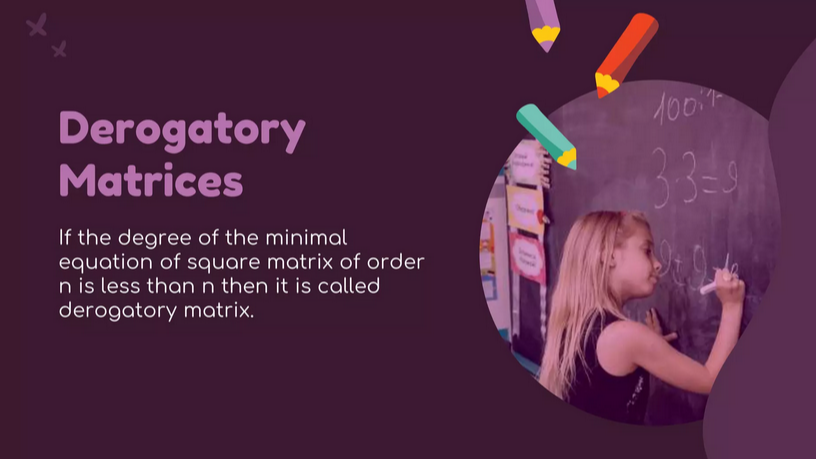 Derogatory
Matrices
If the degree of the minimal
equation of square matrix of order
n is less than n then it is called
derogatory matrix.
3·3=9